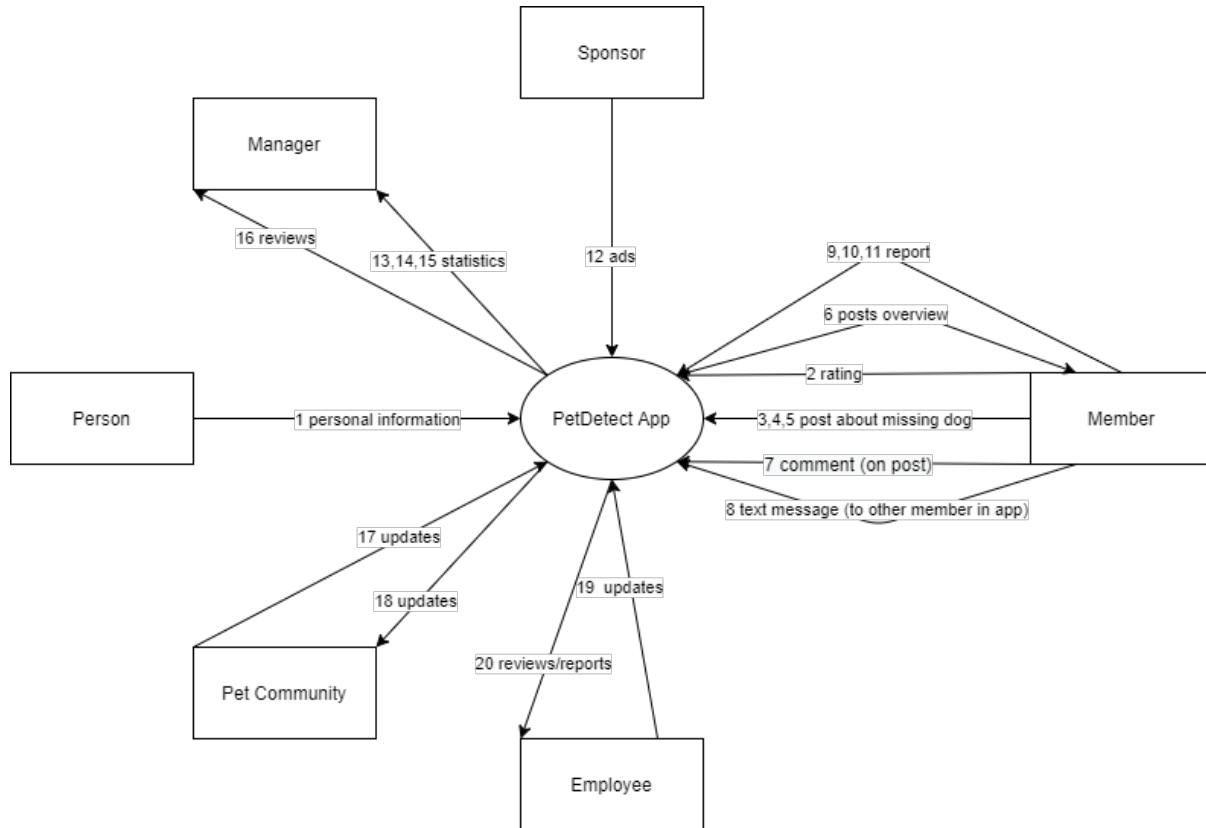 Sponsor
Manager
16 reviews
13,14,15 statistics
12 ads
9,10,11 report
6 posts overview
2 rating
Person
1 personal information
PetDetect App
3,4,5 post about missing dog
Member
7 comment (on post)
8 text message (to other member in app)
17 updates
18 updates
19 updates
20 reviews/reports
Pet Community
Employee